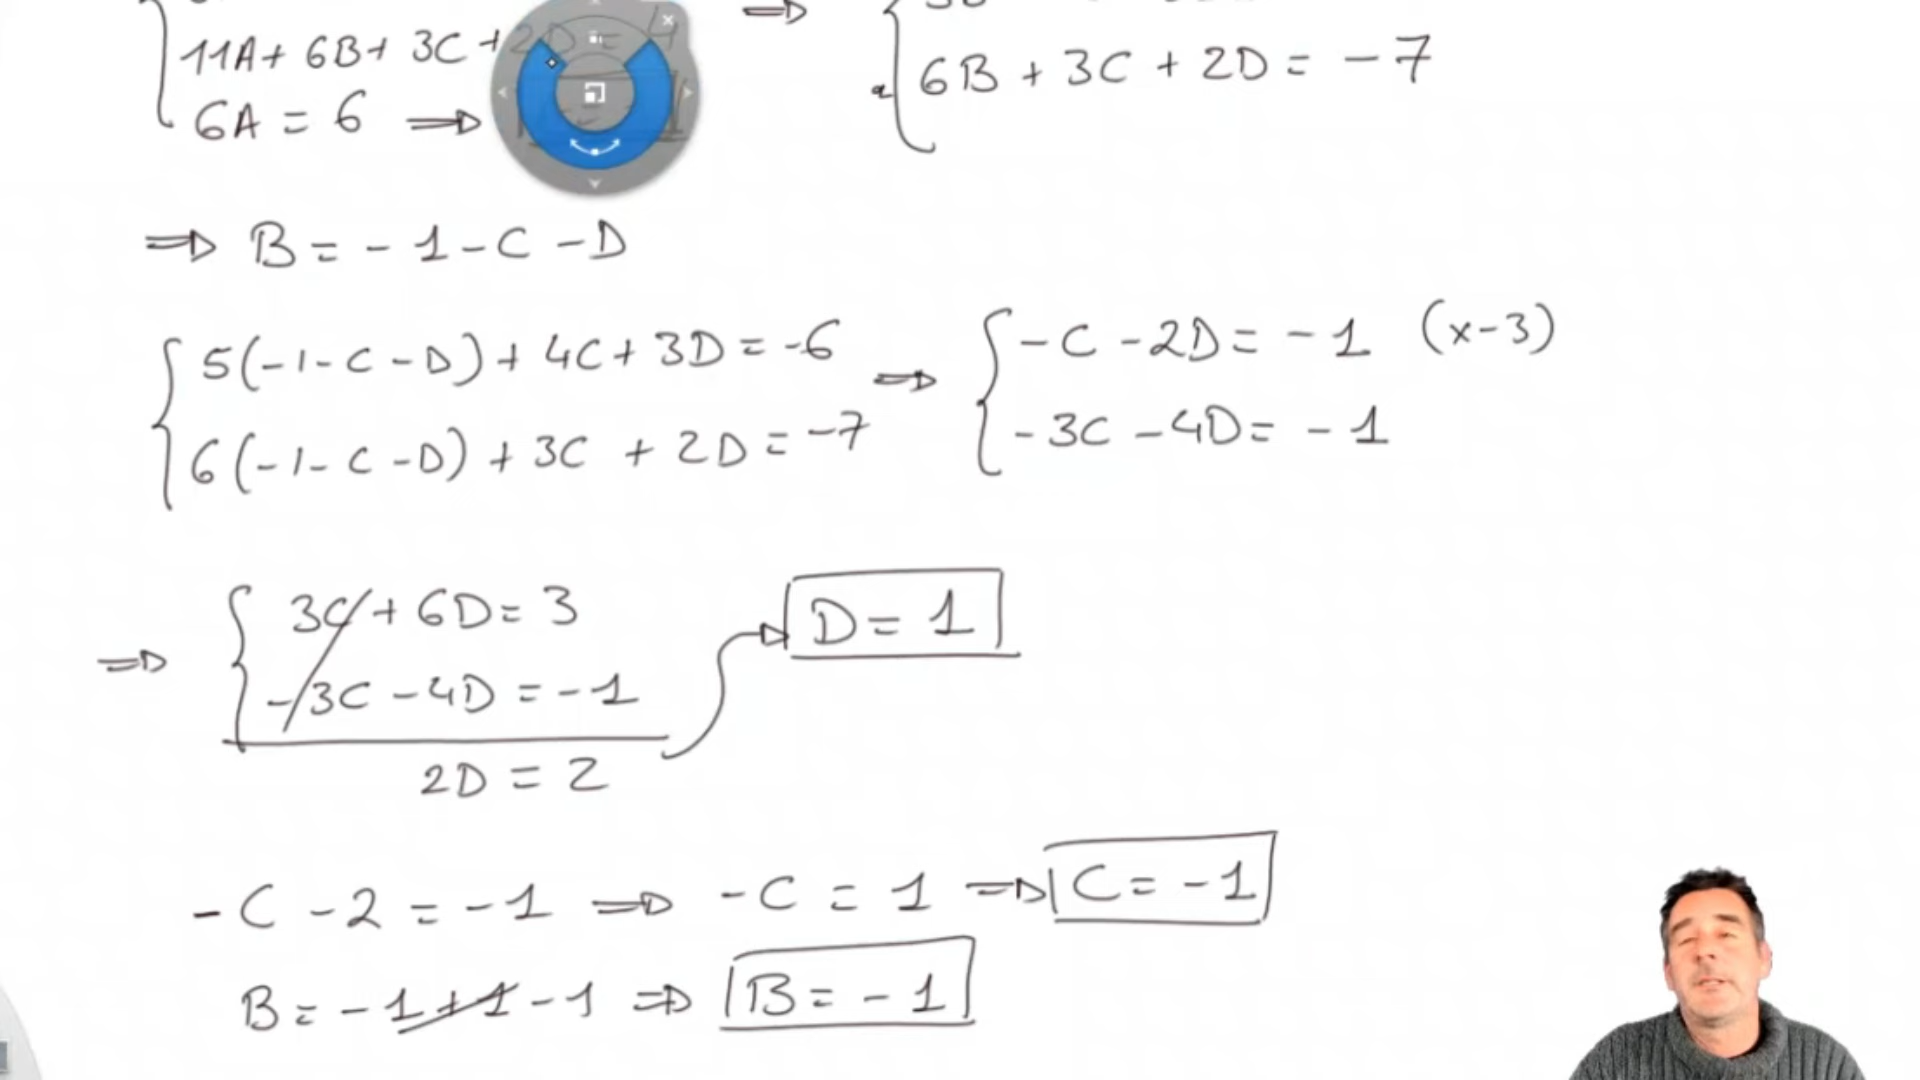 11A + 6B + 3C + 2D = 4
6A = 6 ⇒
⇒
6B + 3C + 2D = -7
⇒ B = -1 - C - D
5(-1 - C - D) + 4C + 3D = -6
6(-1 - C - D) + 3C + 2D = -7
⇒
-C - 2D = -1 (x-3)
-3C - 4D = -1
⇒
3C + 6D = 3
-3C - 4D = -1
2D = 2
D = 1
-C - 2 = -1 ⇒ -C = 1 ⇒ C = -1
B = -1 + 1 - 1 ⇒ B = -1